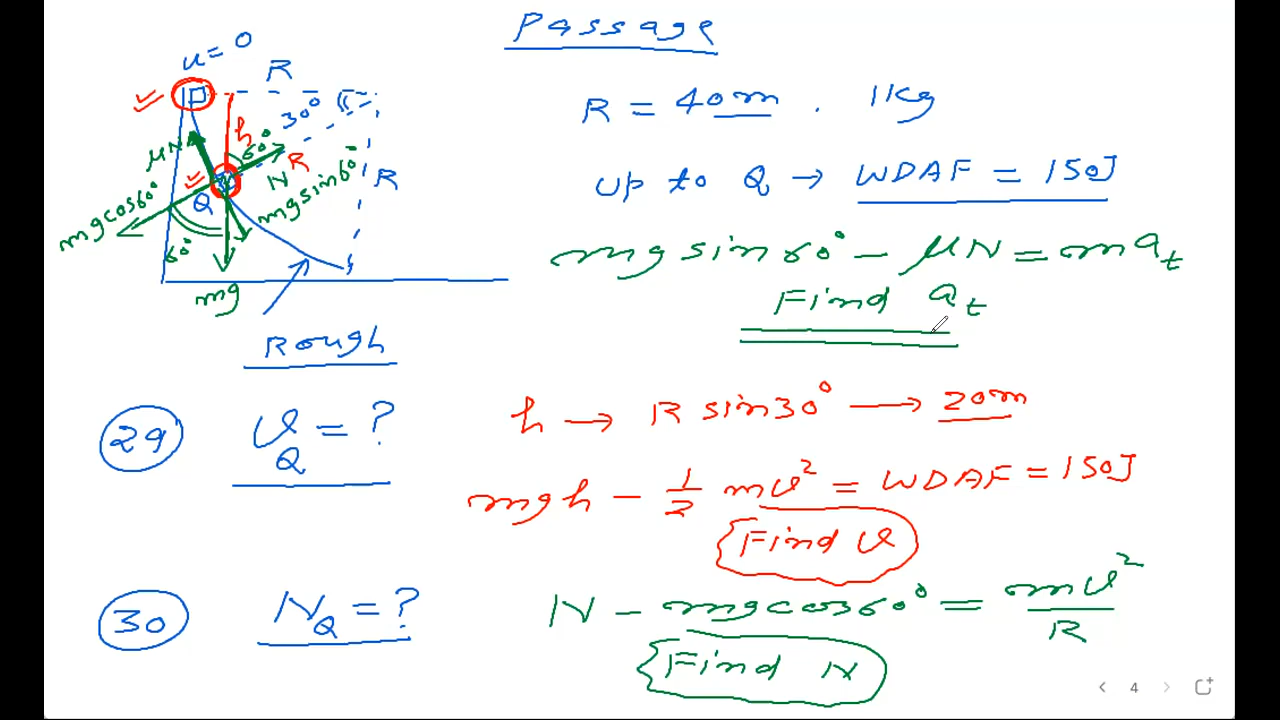 Passage
u = 0
R
30°
h
60°
R
N
R
μN
Q
mg sin 60°
mg cos 60°
60°
mg
Rough
R = 40m . 1 kg
up to Q → WDAF = 150J
mg sin 60° - μN = ma_t
Find a_t
29 v_Q = ?
h → R sin 30° → 20m
mgh - 1/2 mv² = WDAF = 150J
Find v
30 N_Q = ?
N - mg cos 60° = mv²/R
Find N
4